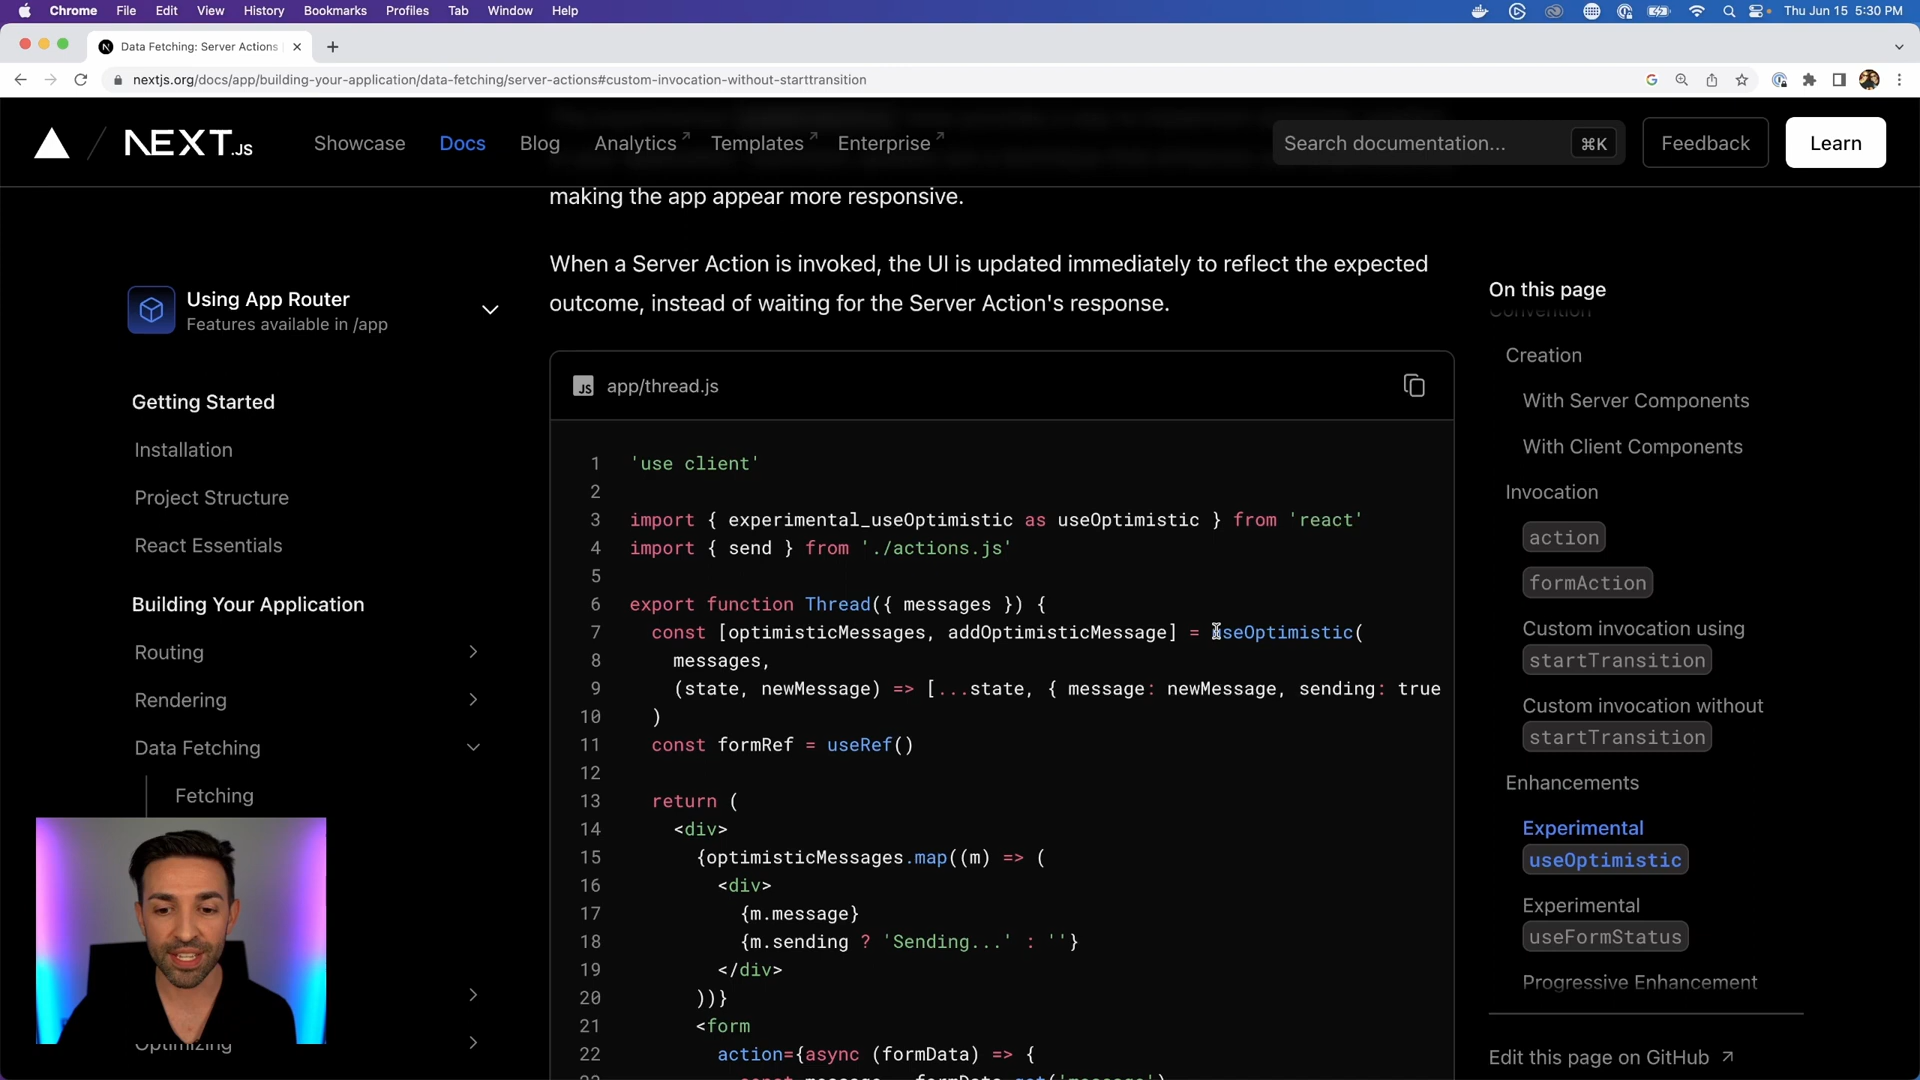 Chrome File Edit View History Bookmarks Profiles Tab Window Help Thu Jun 15 5:30 PM
Data Fetching: Server Actions
nextjs.org/docs/app/building-your-application/data-fetching/server-actions#custom-invocation-without-starttransition
NEXT.JS Showcase Docs Blog Analytics Templates Enterprise Search documentation... ⌘K Feedback Learn
making the app appear more responsive.
When a Server Action is invoked, the UI is updated immediately to reflect the expected
outcome, instead of waiting for the Server Action's response.
Using App Router
Features available in /app
Getting Started
Installation
Project Structure
React Essentials
Building Your Application
Routing
Rendering
Data Fetching
Fetching
Optimizing
JS app/thread.js
1 'use client'
2
3 import { experimental_useOptimistic as useOptimistic } from 'react'
4 import { send } from './actions.js'
5
6 export function Thread({ messages }) {
7 const [optimisticMessages, addOptimisticMessage] = useOptimistic(
8 messages,
9 (state, newMessage) => [...state, { message: newMessage, sending: true
10 )
11 const formRef = useRef()
12
13 return (
14 <div>
15 {optimisticMessages.map((m) => (
16 <div>
17 {m.message}
18 {m.sending ? 'Sending...' : ''}
19 </div>
20 ))}
21 <form
22 action={async (formData) => {
On this page
Convention
Creation
With Server Components
With Client Components
Invocation
action
formAction
Custom invocation using
startTransition
Custom invocation without
startTransition
Enhancements
Experimental
useOptimistic
Experimental
useFormStatus
Progressive Enhancement
Edit this page on GitHub ↗